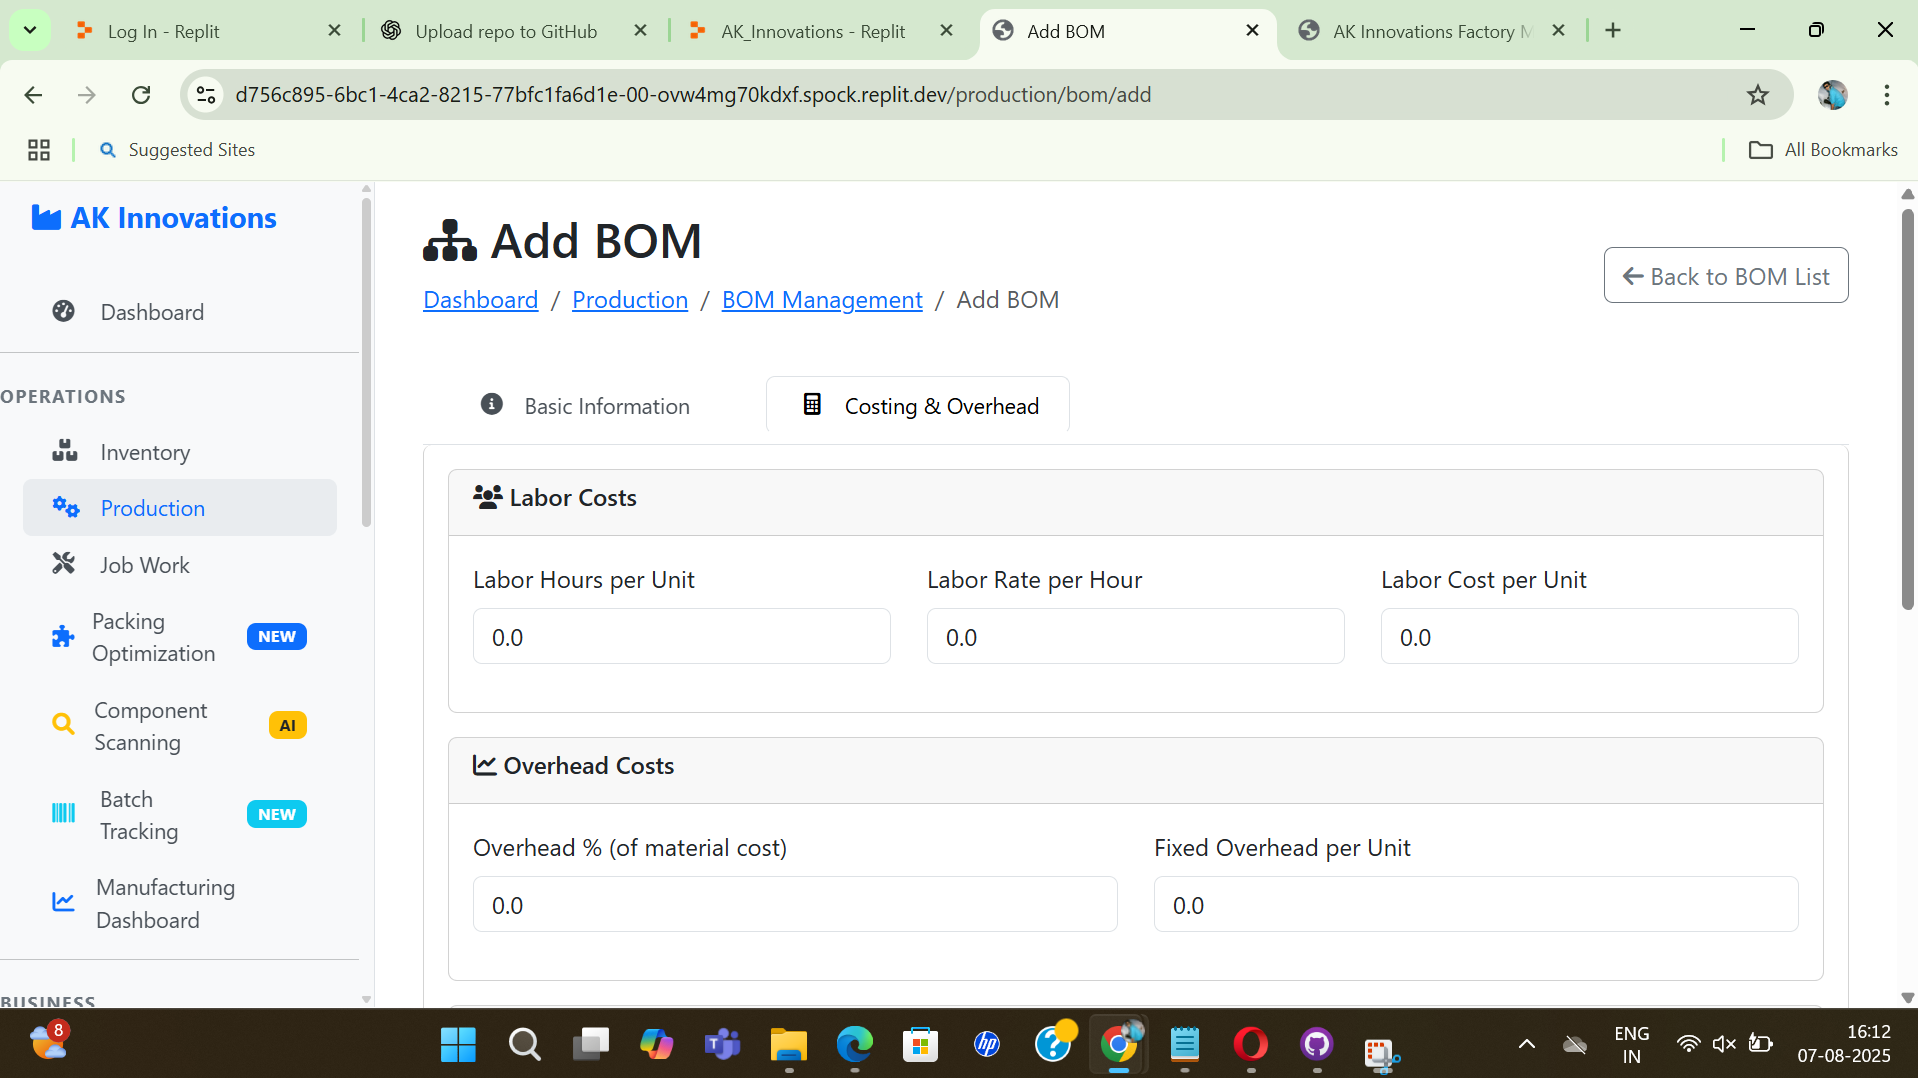 Log In - Replit
Upload repo to GitHub
AK_Innovations - Replit
Add BOM
AK Innovations Factory M
d756c895-6bc1-4ca2-8215-77bfc1fa6d1e-00-ovw4mg70kdxf.spock.replit.dev/production/bom/add
Suggested Sites
All Bookmarks
AK Innovations
Dashboard
OPERATIONS
Inventory
Production
Job Work
Packing
Optimization
NEW
Component
Scanning
AI
Batch
Tracking
NEW
Manufacturing
Dashboard
BUSINESS
Add BOM
Dashboard / Production / BOM Management / Add BOM
Back to BOM List
Basic Information
Costing & Overhead
Labor Costs
Labor Hours per Unit
Labor Rate per Hour
Labor Cost per Unit
0.0
0.0
0.0
Overhead Costs
Overhead % (of material cost)
Fixed Overhead per Unit
0.0
0.0
8
T
hp
?
ENG
IN
16:12
07-08-2025